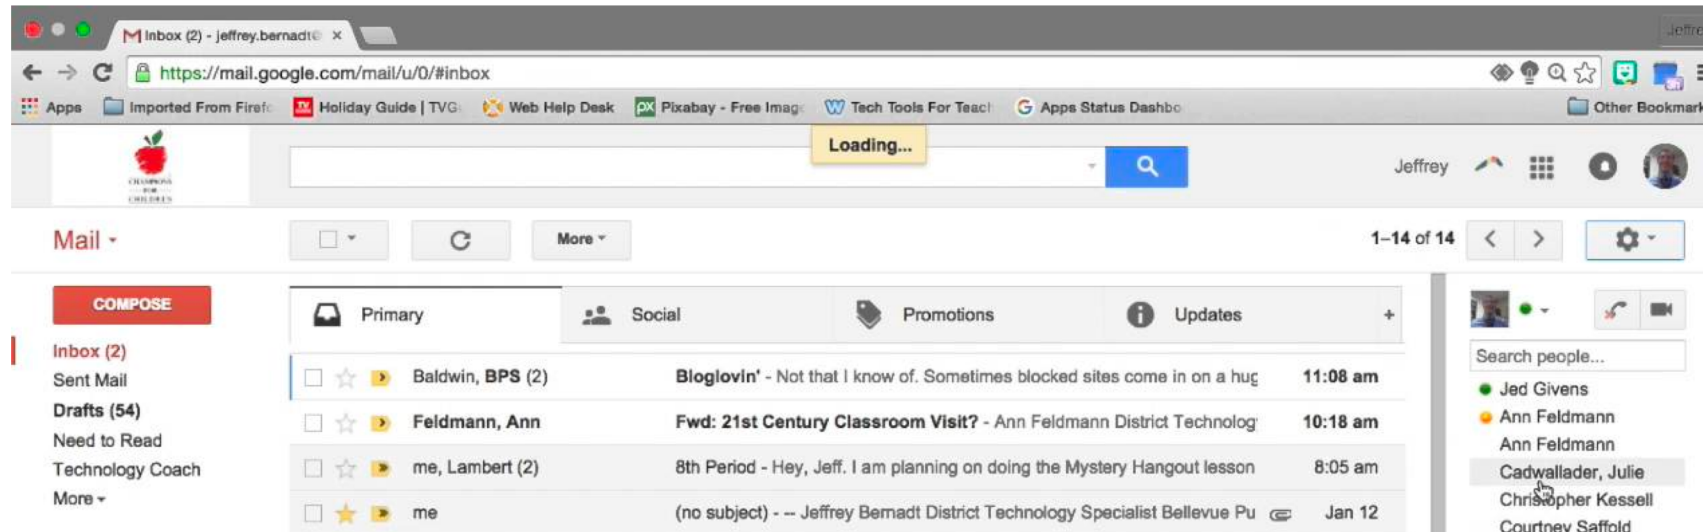 Inbox (2) - jeffrey.bernadt@ ×
Jeffre
https://mail.google.com/mail/u/0/#inbox
Apps Imported From Firefo Holiday Guide | TVG Web Help Desk Pixabay - Free Image Tech Tools For Teach Apps Status Dashbo Other Bookmark
Loading...
CHAMPIONS
FOR
CHILDREN
Jeffrey
Mail
More
1–14 of 14
COMPOSE
Primary Social Promotions Updates +
Inbox (2)
Sent Mail
Drafts (54)
Need to Read
Technology Coach
More
Baldwin, BPS (2) Bloglovin' - Not that I know of. Sometimes blocked sites come in on a hug 11:08 am
Feldmann, Ann Fwd: 21st Century Classroom Visit? - Ann Feldmann District Technolog 10:18 am
me, Lambert (2) 8th Period - Hey, Jeff. I am planning on doing the Mystery Hangout lesson 8:05 am
me (no subject) - -- Jeffrey Bernadt District Technology Specialist Bellevue Pu Jan 12
Search people...
Jed Givens
Ann Feldmann
Ann Feldmann
Cadwallader, Julie
Christopher Kessell
Courtney Saffold